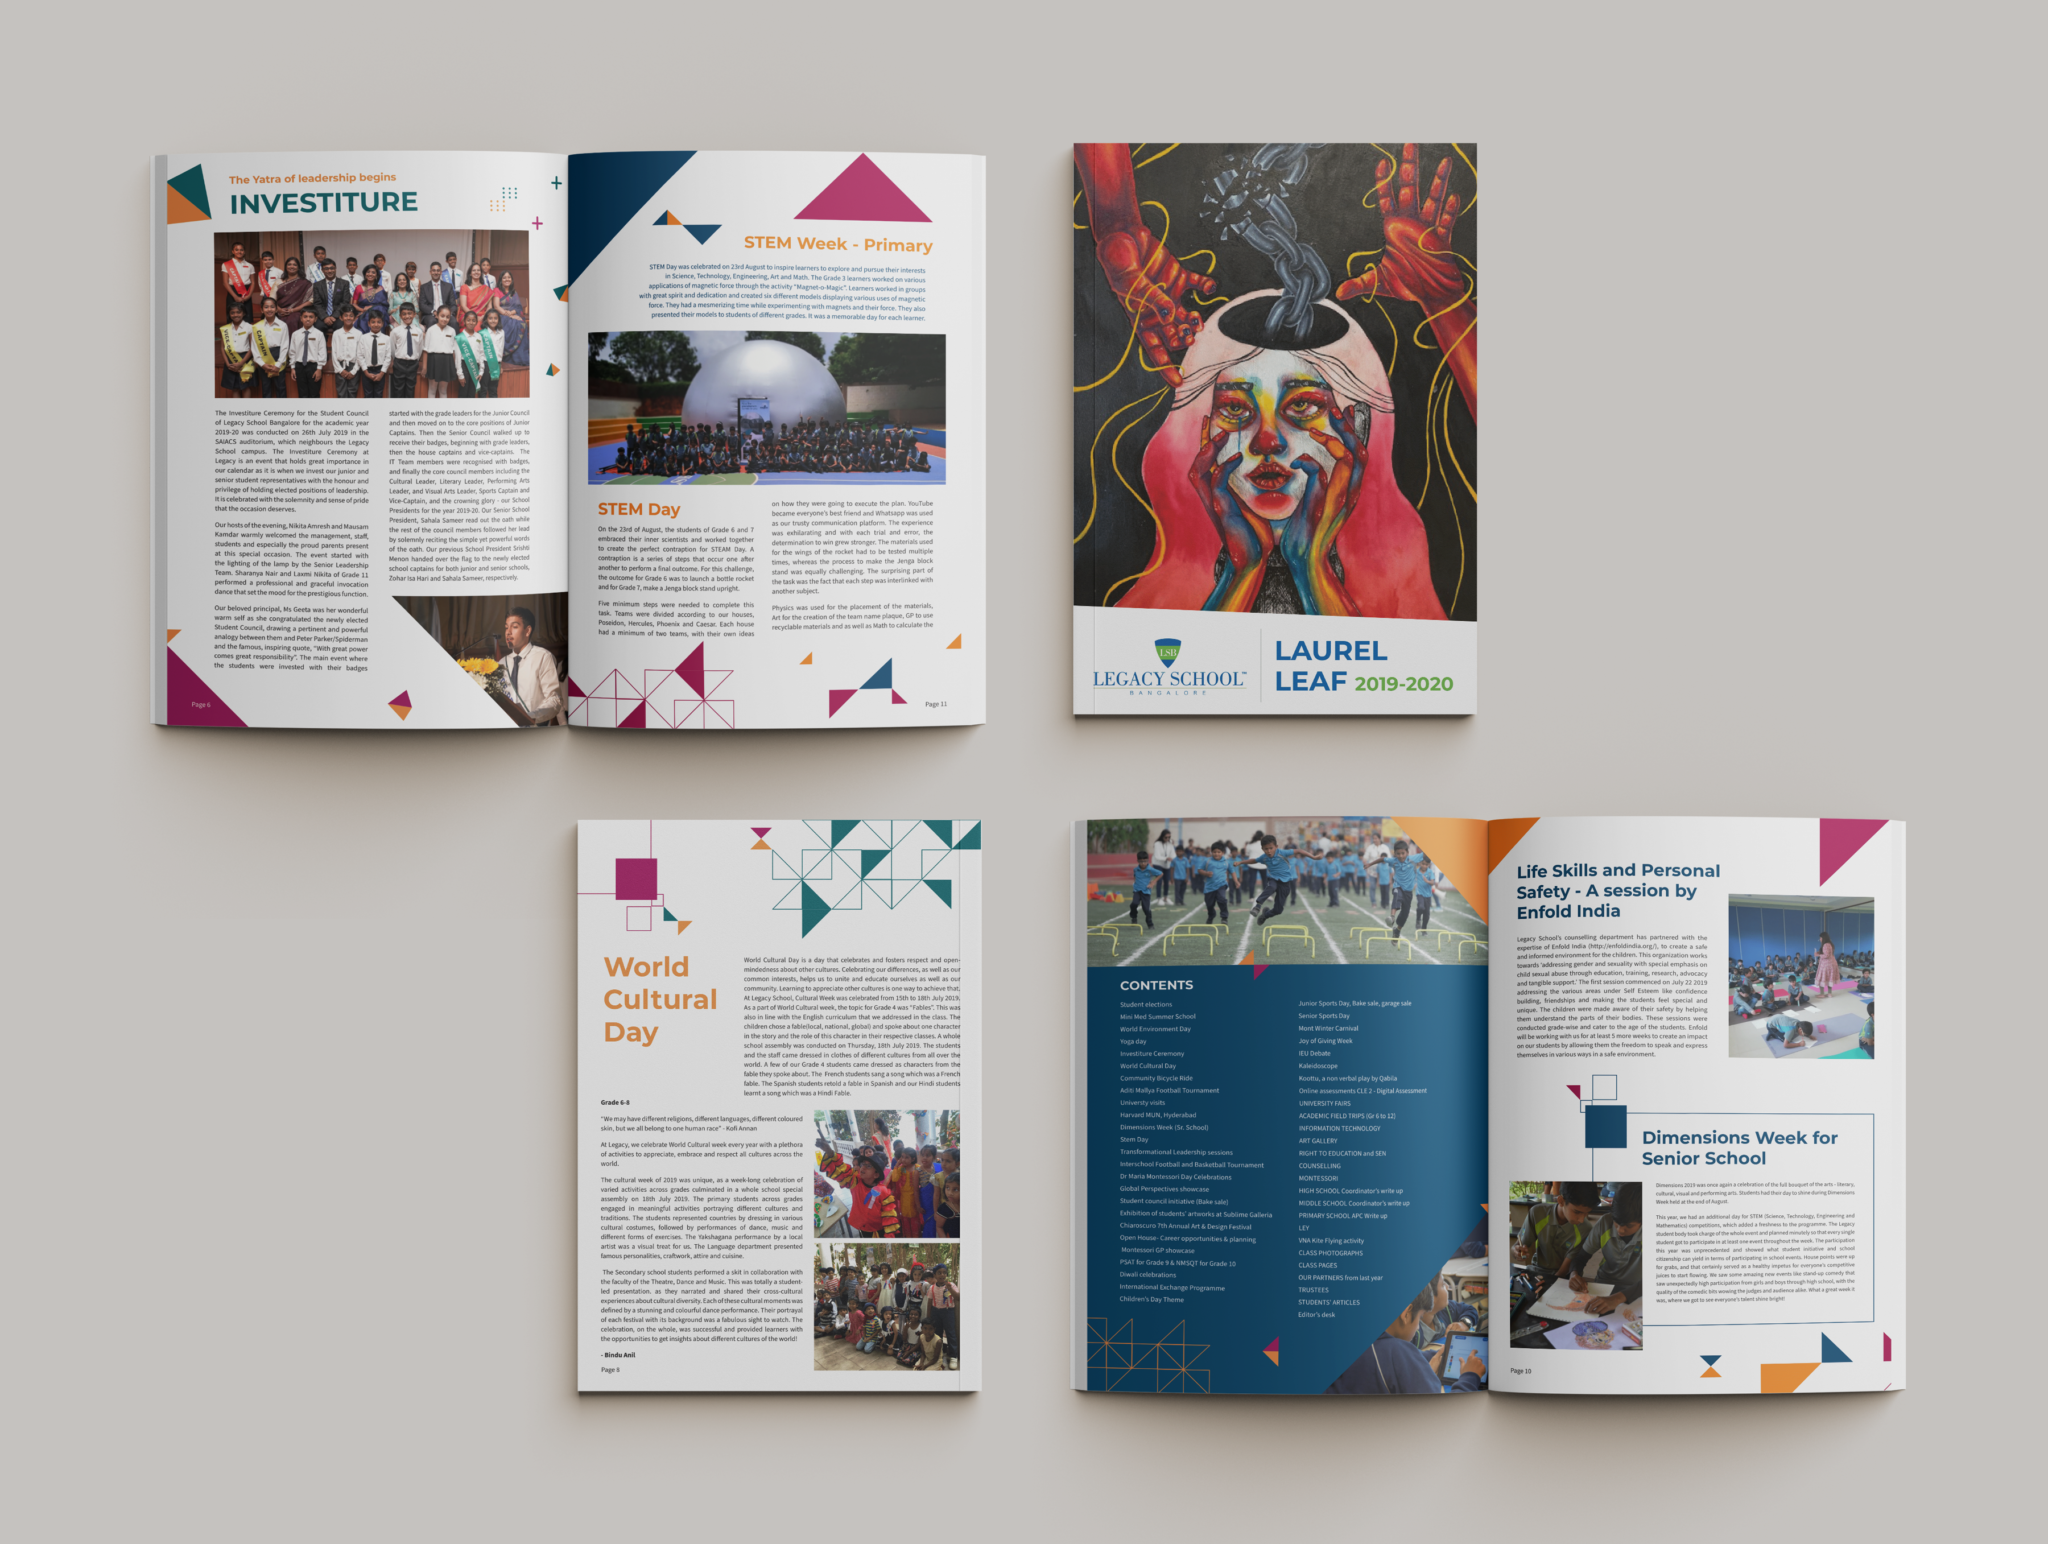 The Yatra of leadership begins
INVESTITURE
CAPTAIN
VICE CAPTAIN
The Investiture Ceremony for the Student Council
of Legacy School Bangalore for the academic year
2019-20 was conducted on 26th July 2019 in the
SAIACS auditorium, which neighbours the Legacy
School campus. The Investiture Ceremony at
Legacy is an event that holds great importance in
our calendar as it is when we invest our junior and
senior student representatives with the honour and
privilege of holding elected positions of leadership.
It is celebrated with the solemnity and sense of pride
that the occasion deserves.
Our hosts of the evening, Nikita Amresh and Mausam
Kamdar warmly welcomed the management, staff,
students and especially the proud parents present
at this special occasion. The event started with
the lighting of the lamp by the Senior Leadership
Team. Sharanya Nair and Laxmi Nikita of Grade 11
performed a professional and graceful invocation
dance that set the mood for the prestigious function.
Our beloved principal, Ms Geeta was her wonderful
warm self as she congratulated the newly elected
Student Council, drawing a pertinent and powerful
analogy between them and Peter Parker/Spiderman
and the famous, inspiring quote, "With great power
comes great responsibility". The main event where
the students were invested with their badges
started with the grade leaders for the Junior Council
and then moved on to the core positions of Junior
Captains. Then the Senior Council walked up to
receive their badges, beginning with grade leaders,
then the house captains and vice-captains. The
IT Team members were recognised with badges,
and finally the core council members including the
Cultural Leader, Literary Leader, Performing Arts
Leader, and Visual Arts Leader, Sports Captain and
Vice-Captain, and the crowning glory - our School
Presidents for the year 2019-20. Our Senior School
President, Sahala Sameer read out the oath while
the rest of the council members followed her lead
by solemnly reciting the simple yet powerful words
of the oath. Our previous School President Srishti
Menon handed over the flag to the newly elected
school captains for both junior and senior schools,
Zohar Isa Hari and Sahala Sameer, respectively.
Page 6
STEM Week - Primary
STEM Day was celebrated on 23rd August to inspire learners to explore and pursue their interests
in Science, Technology, Engineering, Art and Math. The Grade 3 learners worked on various
applications of magnetic force through the activity "Magnet-o-Magic". Learners worked in groups
with great spirit and dedication and created six different models displaying various uses of magnetic
force. They had a mesmerizing time while experimenting with magnets and their force. They also
presented their models to students of different grades. It was a memorable day for each learner.
STEM Day
On the 23rd of August, the students of Grade 6 and 7
embraced their inner scientists and worked together
to create the perfect contraption for STEAM Day. A
contraption is a series of steps that occur one after
another to perform a final outcome. For this challenge,
the outcome for Grade 6 was to launch a bottle rocket
and for Grade 7, make a Jenga block stand upright.
Five minimum steps were needed to complete this
task. Teams were divided according to our houses,
Poseidon, Hercules, Phoenix and Caesar. Each house
had a minimum of two teams, with their own ideas
on how they were going to execute the plan. YouTube
became everyone's best friend and Whatsapp was used
as our trusty communication platform. The experience
was exhilarating and with each trial and error, the
determination to win grew stronger. The materials used
for the wings of the rocket had to be tested multiple
times, whereas the process to make the Jenga block
stand was equally challenging. The surprising part of
the task was the fact that each step was interlinked with
another subject.
Physics was used for the placement of the materials,
Art for the creation of the team name plaque, GP to use
recyclable materials and as well as Math to calculate the
Page 11
LSB
LEGACY SCHOOL™
BANGALORE
LAUREL
LEAF 2019-2020
World
Cultural
Day
World Cultural Day is a day that celebrates and fosters respect and open-
mindedness about other cultures. Celebrating our differences, as well as our
common interests, helps us to unite and educate ourselves as well as our
community. Learning to appreciate other cultures is one way to achieve that.
At Legacy School, Cultural Week was celebrated from 15th to 18th July 2019.
As a part of World Cultural week, the topic for Grade 4 was "Fables". This was
also in line with the English curriculum that we addressed in the class. The
children chose a fable(local, national, global) and spoke about one character
in the story and the role of this character in their respective classes. A whole
school assembly was conducted on Thursday, 18th July 2019. The students
and the staff came dressed in clothes of different cultures from all over the
world. A few of our Grade 4 students came dressed as characters from the
fable they spoke about. The French students sang a song which was a French
fable. The Spanish students retold a fable in Spanish and our Hindi students
learnt a song which was a Hindi Fable.
Grade 6-8
"We may have different religions, different languages, different coloured
skin, but we all belong to one human race" - Kofi Annan
At Legacy, we celebrate World Cultural week every year with a plethora
of activities to appreciate, embrace and respect all cultures across the
world.
The cultural week of 2019 was unique, as a week-long celebration of
varied activities across grades culminated in a whole school special
assembly on 18th July 2019. The primary students across grades
engaged in meaningful activities portraying different cultures and
traditions. The students represented countries by dressing in various
cultural costumes, followed by performances of dance, music and
different forms of exercises. The Yakshagana performance by a local
artist was a visual treat for us. The Language department presented
famous personalities, craftwork, attire and cuisine.
The Secondary school students performed a skit in collaboration with
the faculty of the Theatre, Dance and Music. This was totally a student-
led presentation. as they narrated and shared their cross-cultural
experiences about cultural diversity. Each of these cultural moments was
defined by a stunning and colourful dance performance. Their portrayal
of each festival with its background was a fabulous sight to watch. The
celebration, on the whole, was successful and provided learners with
the opportunities to get insights about different cultures of the world!
- Bindu Anil
Page 8
CONTENTS
Student elections
Mini Med Summer School
World Environment Day
Yoga day
Investiture Ceremony
World Cultural Day
Community Bicycle Ride
Aditi Mallya Football Tournament
University visits
Harvard MUN, Hyderabad
Dimensions Week (Sr. School)
Stem Day
Transformational Leadership sessions
Interschool Football and Basketball Tournament
Dr Maria Montessori Day Celebrations
Global Perspectives showcase
Student council initiative (Bake sale)
Exhibition of students' artworks at Sublime Galleria
Chiaroscuro 7th Annual Art & Design Festival
Open House- Career opportunities & planning
Montessori GP showcase
PSAT for Grade 9 & NMSQT for Grade 10
Diwali celebrations
International Exchange Programme
Children's Day Theme
Junior Sports Day, Bake sale, garage sale
Senior Sports Day
Mont Winter Carnival
Joy of Giving Week
IEU Debate
Kaleidoscope
Koottu, a non verbal play by Qabila
Online assessments CLE 2 - Digital Assessment
UNIVERSITY FAIRS
ACADEMIC FIELD TRIPS (Gr 6 to 12)
INFORMATION TECHNOLOGY
ART GALLERY
RIGHT TO EDUCATION and SEN
COUNSELLING
MONTESSORI
HIGH SCHOOL Coordinator's write up
MIDDLE SCHOOL Coordinator's write up
PRIMARY SCHOOL APC Write up
LEY
VNA Kite Flying activity
CLASS PHOTOGRAPHS
CLASS PAGES
OUR PARTNERS from last year
TRUSTEES
STUDENTS' ARTICLES
Editor's desk
Life Skills and Personal
Safety - A session by
Enfold India
Legacy School's counselling department has partnered with the
expertise of Enfold India (http://enfoldindia.org/), to create a safe
and informed environment for the children. This organization works
towards 'addressing gender and sexuality with special emphasis on
child sexual abuse through education, training, research, advocacy
and tangible support.' The first session commenced on July 22 2019
addressing the various areas under Self Esteem like confidence
building, friendships and making the students feel special and
unique. The children were made aware of their safety by helping
them understand the parts of their bodies. These sessions were
conducted grade-wise and cater to the age of the students. Enfold
will be working with us for at least 5 more weeks to create an impact
on our students by allowing them the freedom to speak and express
themselves in various ways in a safe environment.
Dimensions Week for
Senior School
Dimensions 2019 was once again a celebration of the full bouquet of the arts - literary,
cultural, visual and performing arts. Students had their day to shine during Dimensions
Week held at the end of August.
This year, we had an additional day for STEM (Science, Technology, Engineering and
Mathematics) competitions, which added a freshness to the programme. The Legacy
student body took charge of the whole event and planned minutely so that every single
student got to participate in at least one event throughout the week. The participation
this year was unprecedented and showed what student initiative and school
citizenship can yield in terms of participating in school events. House points were up
for grabs, and that certainly served as a healthy impetus for everyone's competitive
juices to start flowing. We saw some amazing new events like stand-up comedy that
saw unexpectedly high participation from girls and boys through high school, with the
quality of the comedic bits wowing the judges and audience alike. What a great week it
was, where we got to see everyone's talent shine bright!
Page 10